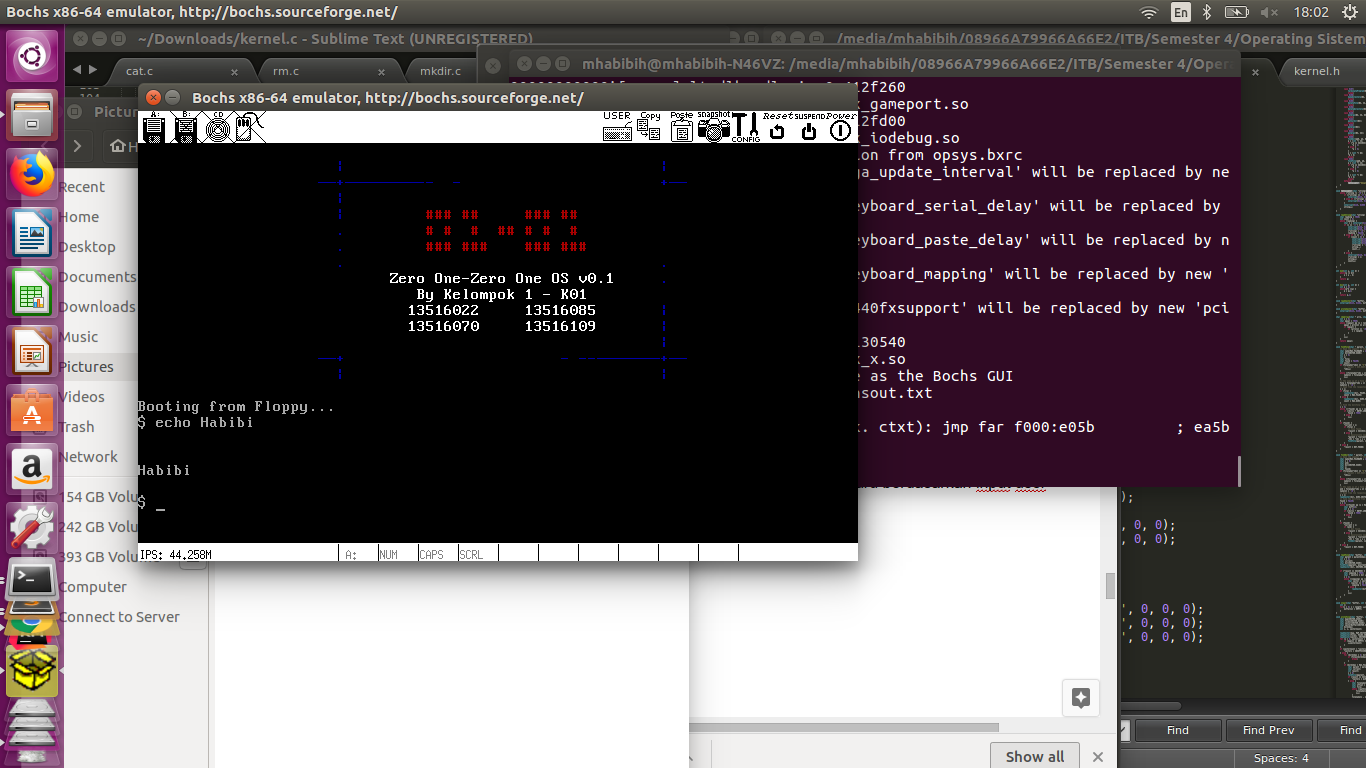 Bochs x86-64 emulator, http://bochs.sourceforge.net/
En
18:02
~/Downloads/kernel.c - Sublime Text (UNREGISTERED)
/media/mhabibih/08966A79966A66E2/ITB/Semester 4/Operating Sistem
cat.c
rm.c
mkdir.c
kernel.h
mhabibih@mhabibih-N46VZ: /media/mhabibih/08966A79966A66E2/ITB/Semester 4/Oper
12f260
_gameport.so
2fd00
_iodebug.so
ion from opsys.bxrc
ga_update_interval' will be replaced by ne
eyboard_serial_delay' will be replaced by
eyboard_paste_delay' will be replaced by n
eyboard_mapping' will be replaced by new '
440fxsupport' will be replaced by new 'pci
130540
_x.so
e as the Bochs GUI
sout.txt
. ctxt): jmp far f000:e05b ; ea5b
Pictur
H
Recent
Home
Desktop
Documents
Downloads
Music
Pictures
Videos
Trash
Network
154 GB Volu
242 GB Volu
393 GB Volu
Computer
Connect to Server
Bochs x86-64 emulator, http://bochs.sourceforge.net/
A:
B:
CD
USER
Copy
Paste
Snapshot
CONFIG
Reset
SUSPEND
Power
### ## ### ##
# # # ## # # #
### ### ### ###
Zero One-Zero One OS v0.1
By Kelompok 1 - K01
13516022 13516085
13516070 13516109
Booting from Floppy...
$ echo Habibi
Habibi
$ _
IPS: 44.258M
A:
NUM
CAPS
SCRL
);
, 0, 0);
, 0, 0);
', 0, 0);
', 0, 0);
', 0, 0);
Show all
Find
Find Prev
Find
Spaces: 4